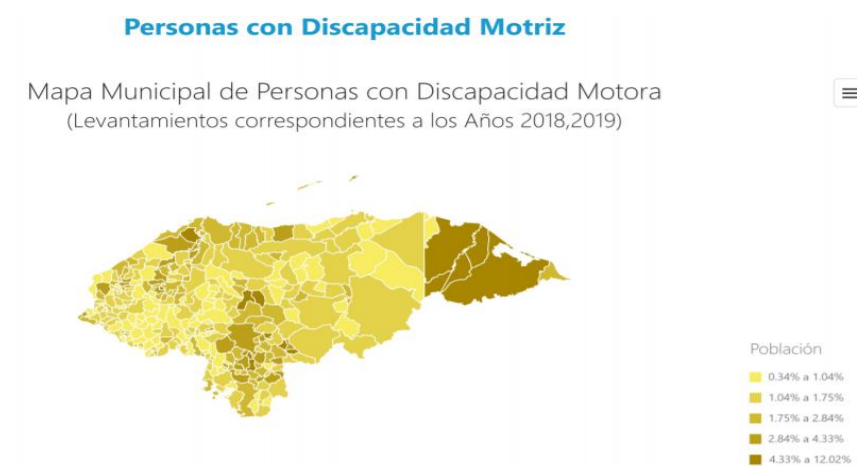 Personas con Discapacidad Motriz
Mapa Municipal de Personas con Discapacidad Motora
(Levantamientos correspondientes a los Años 2018,2019)
Población
0.34% a 1.04%
1.04% a 1.75%
1.75% a 2.84%
2.84% a 4.33%
4.33% a 12.02%